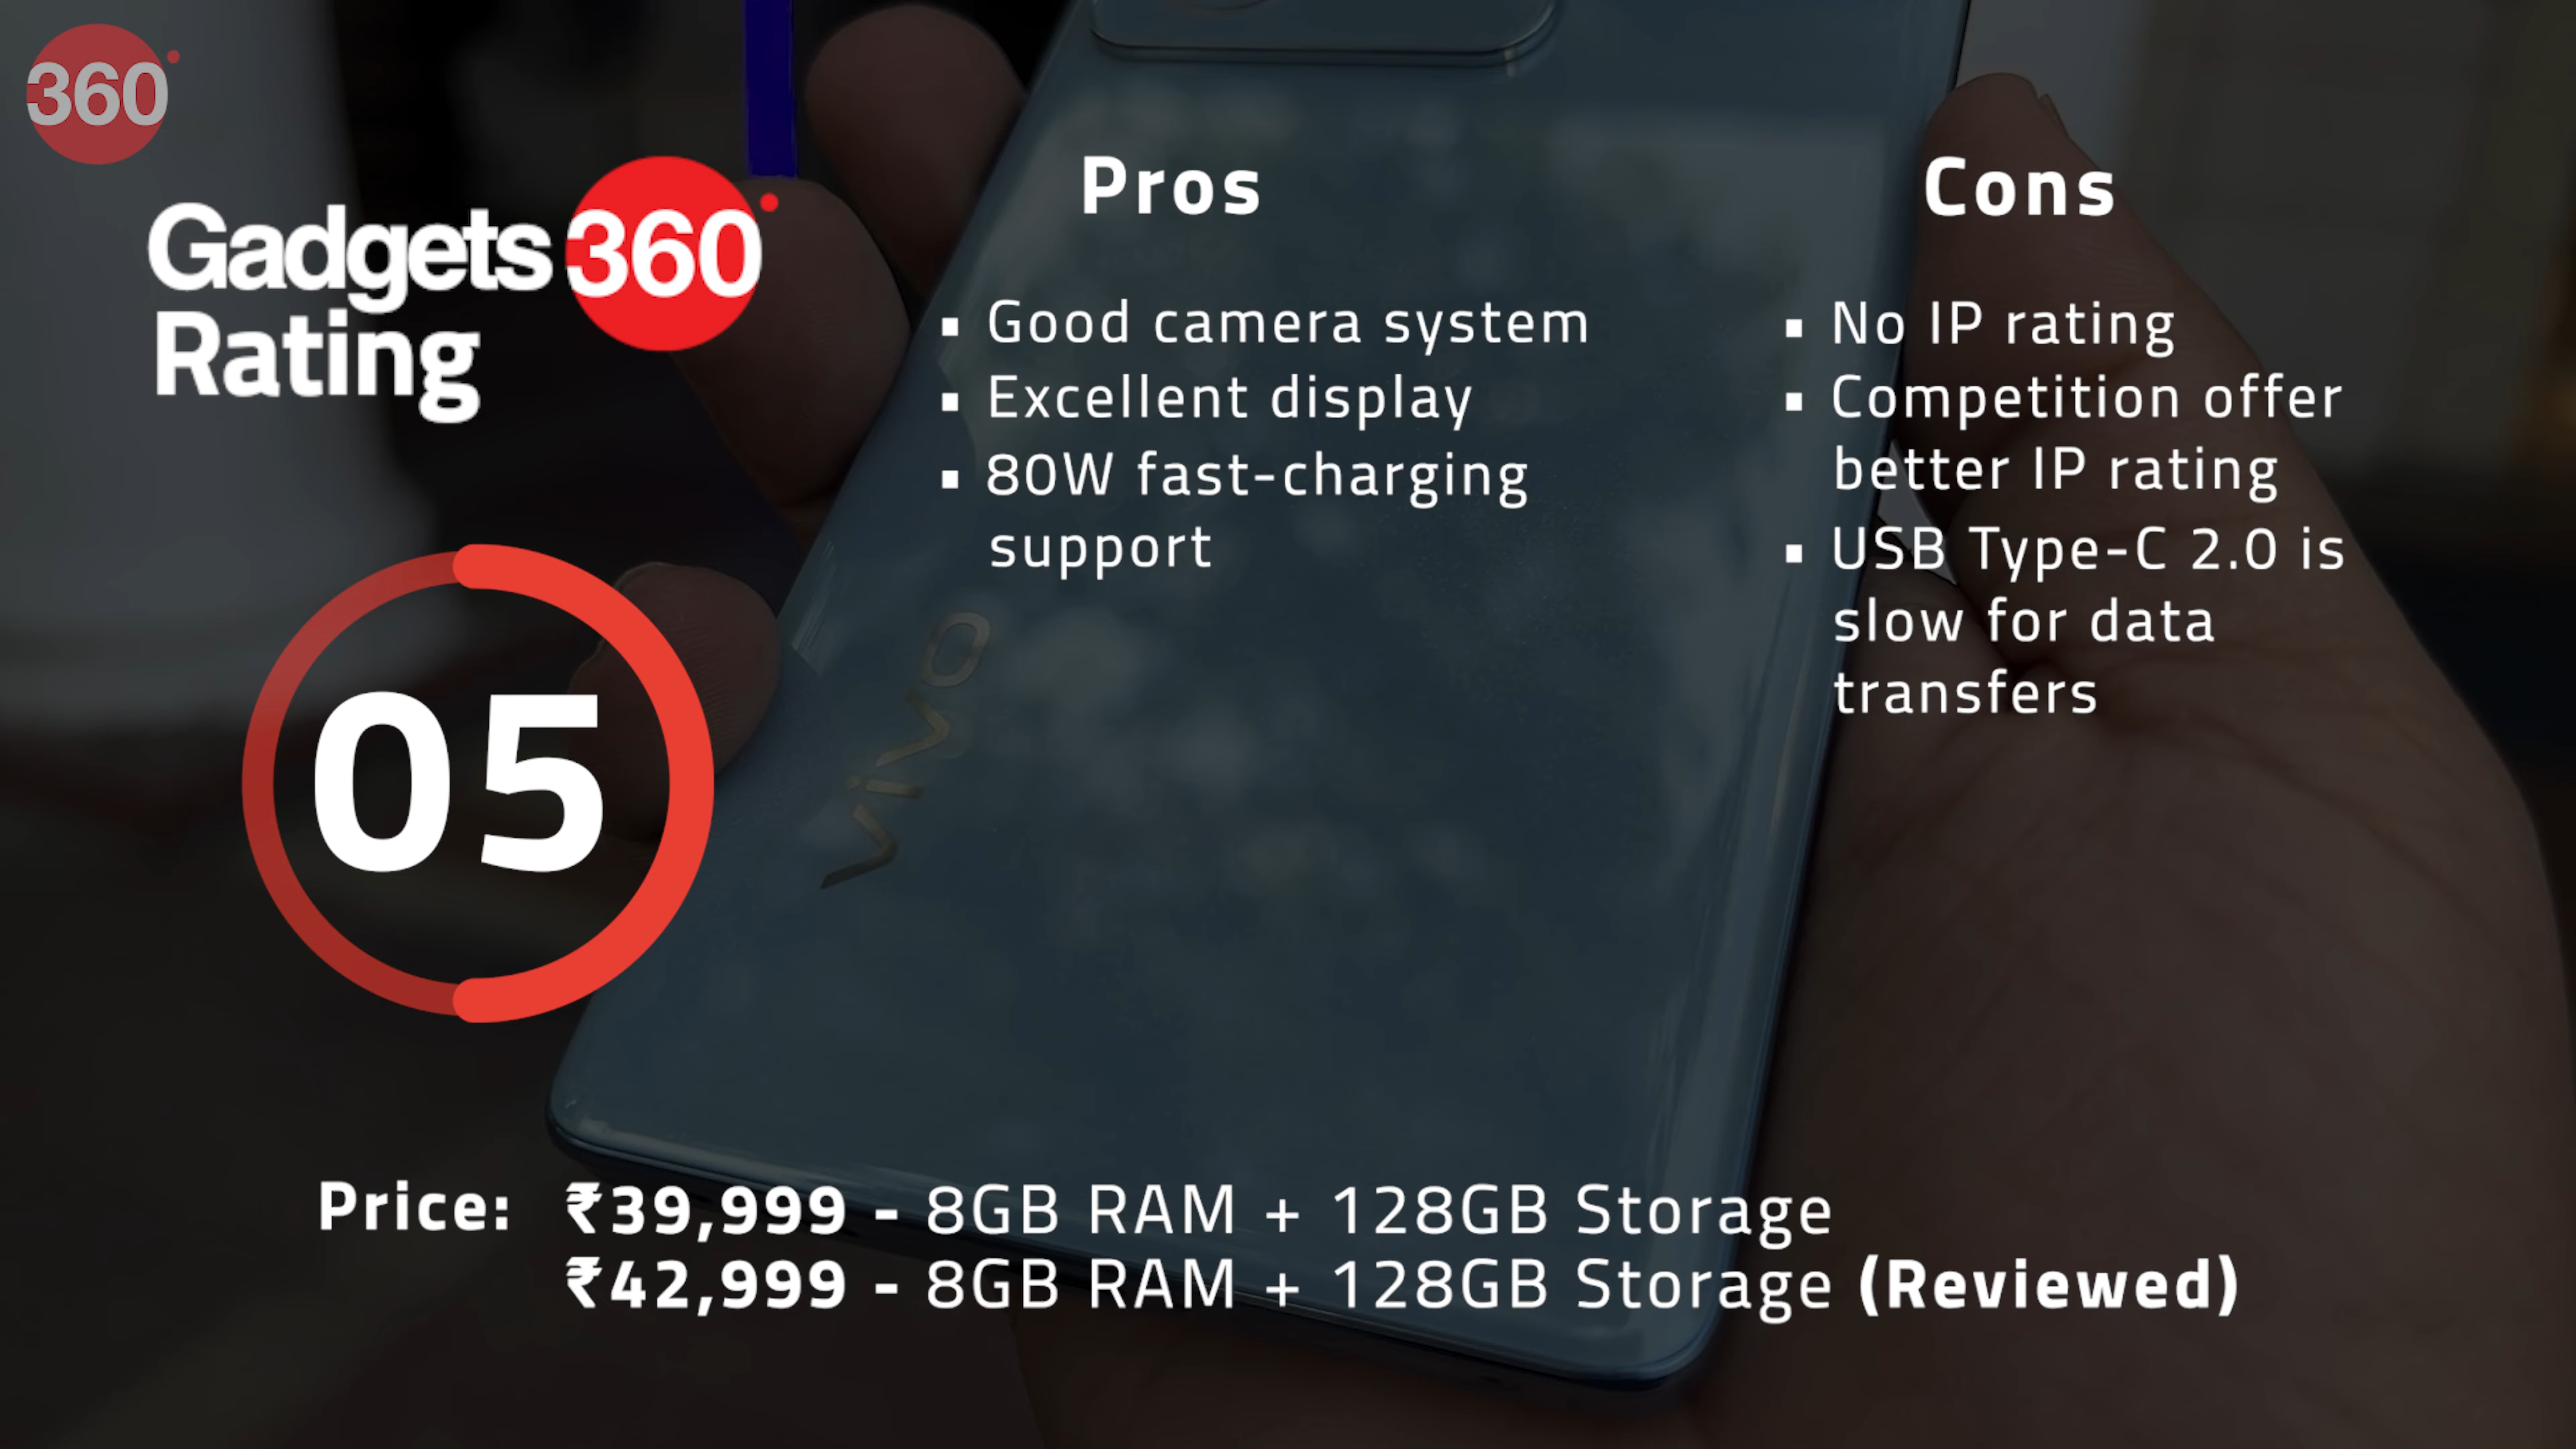 360
Gadgets 360
Rating
05
Pros
Good camera system
Excellent display
80W fast-charging
support
Cons
No IP rating
Competition offer
better IP rating
USB Type-C 2.0 is
slow for data
transfers
vivo
Price: ₹39,999 - 8GB RAM + 128GB Storage
₹42,999 - 8GB RAM + 128GB Storage (Reviewed)